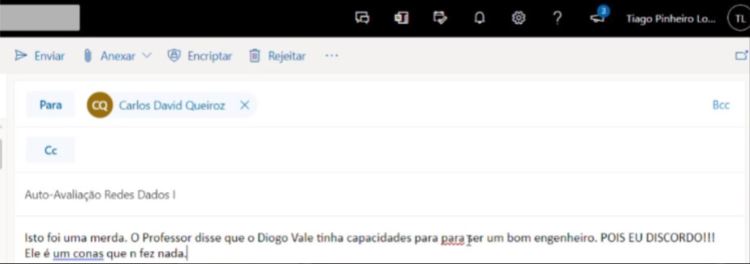 3
Tiago Pinheiro Lo...
TL
Enviar Anexar Encriptar Rejeitar ...
Para CQ Carlos David Queiroz X Bcc
Cc
Auto-Avaliação Redes Dados I
Isto foi uma merda. O Professor disse que o Diogo Vale tinha capacidades para para ser um bom engenheiro. POIS EU DISCORDO!!!
Ele é um conas que n fez nada.